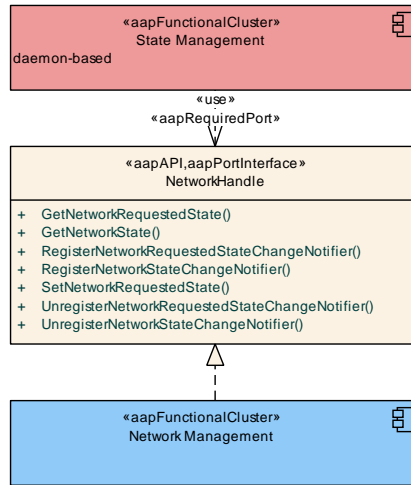 «aapFunctionalCluster»
State Management
daemon-based
«use»
«aapRequiredPort»
«aapAPI,aapPortInterface»
NetworkHandle
+ GetNetworkRequestedState()
+ GetNetworkState()
+ RegisterNetworkRequestedStateChangeNotifier()
+ RegisterNetworkStateChangeNotifier()
+ SetNetworkRequestedState()
+ UnregisterNetworkRequestedStateChangeNotifier()
+ UnregisterNetworkStateChangeNotifier()
«aapFunctionalCluster»
Network Management